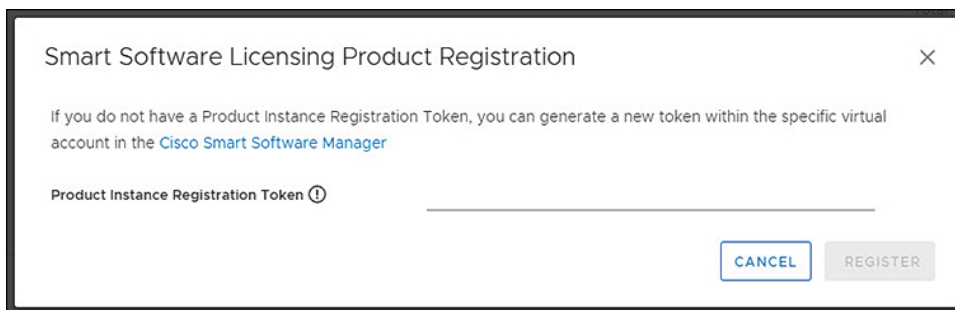 Smart Software Licensing Product Registration
If you do not have a Product Instance Registration Token, you can generate a new token within the specific virtual
account in the Cisco Smart Software Manager
Product Instance Registration Token
CANCEL REGISTER